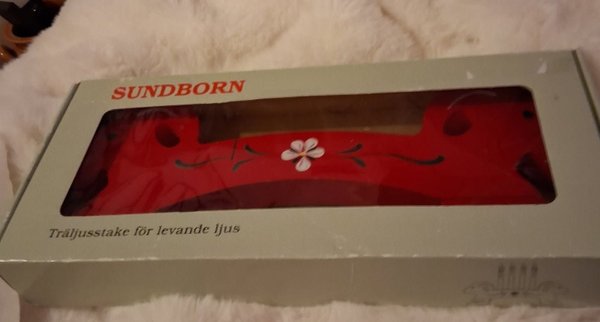 SUNDBORN
Träljusstake för levande ljus